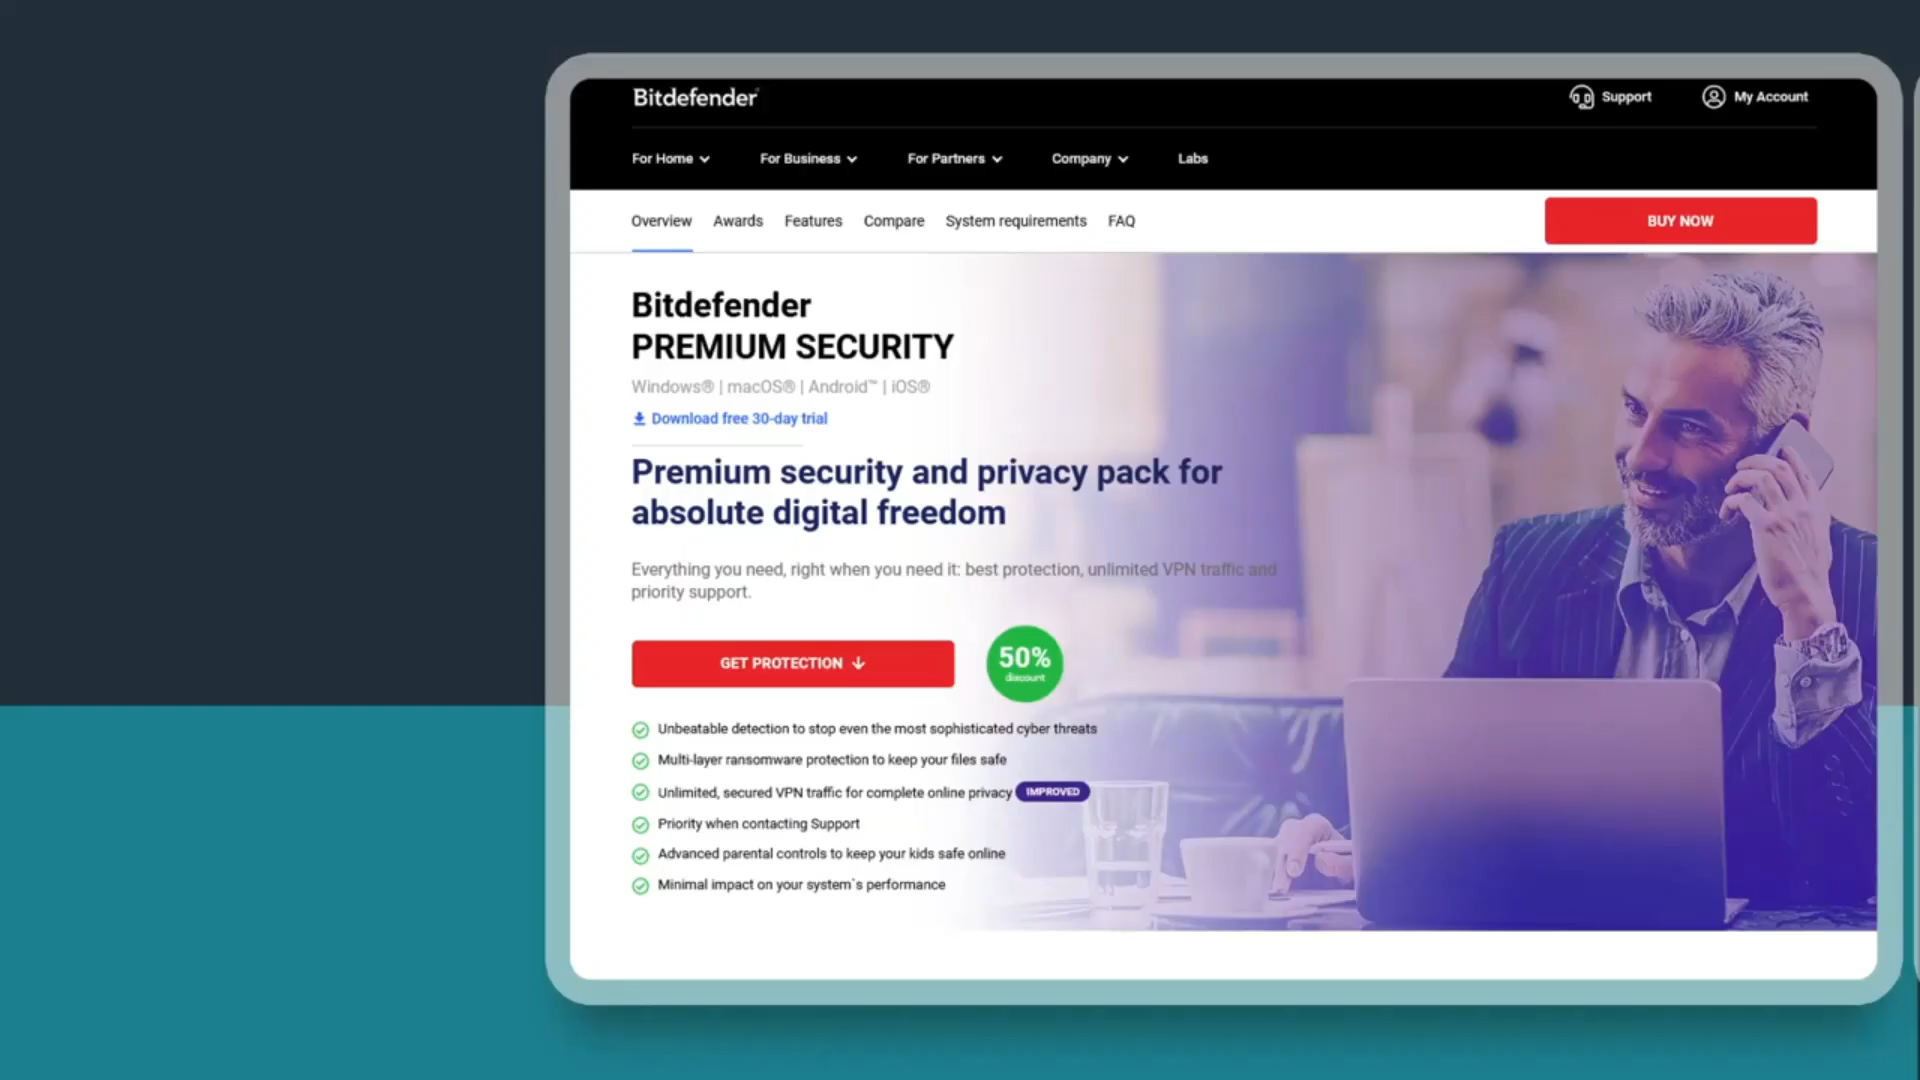 Bitdefender
Support
My Account
For Home
For Business
For Partners
Company
Labs
Overview
Awards
Features
Compare
System requirements
FAQ
BUY NOW
Bitdefender
PREMIUM SECURITY
Windows® | macOS® | Android™ | iOS®
Download free 30-day trial
Premium security and privacy pack for
absolute digital freedom
Everything you need, right when you need it: best protection, unlimited VPN traffic and
priority support.
GET PROTECTION
50%
discount
Unbeatable detection to stop even the most sophisticated cyber threats
Multi-layer ransomware protection to keep your files safe
Unlimited, secured VPN traffic for complete online privacy IMPROVED
Priority when contacting Support
Advanced parental controls to keep your kids safe online
Minimal impact on your system`s performance